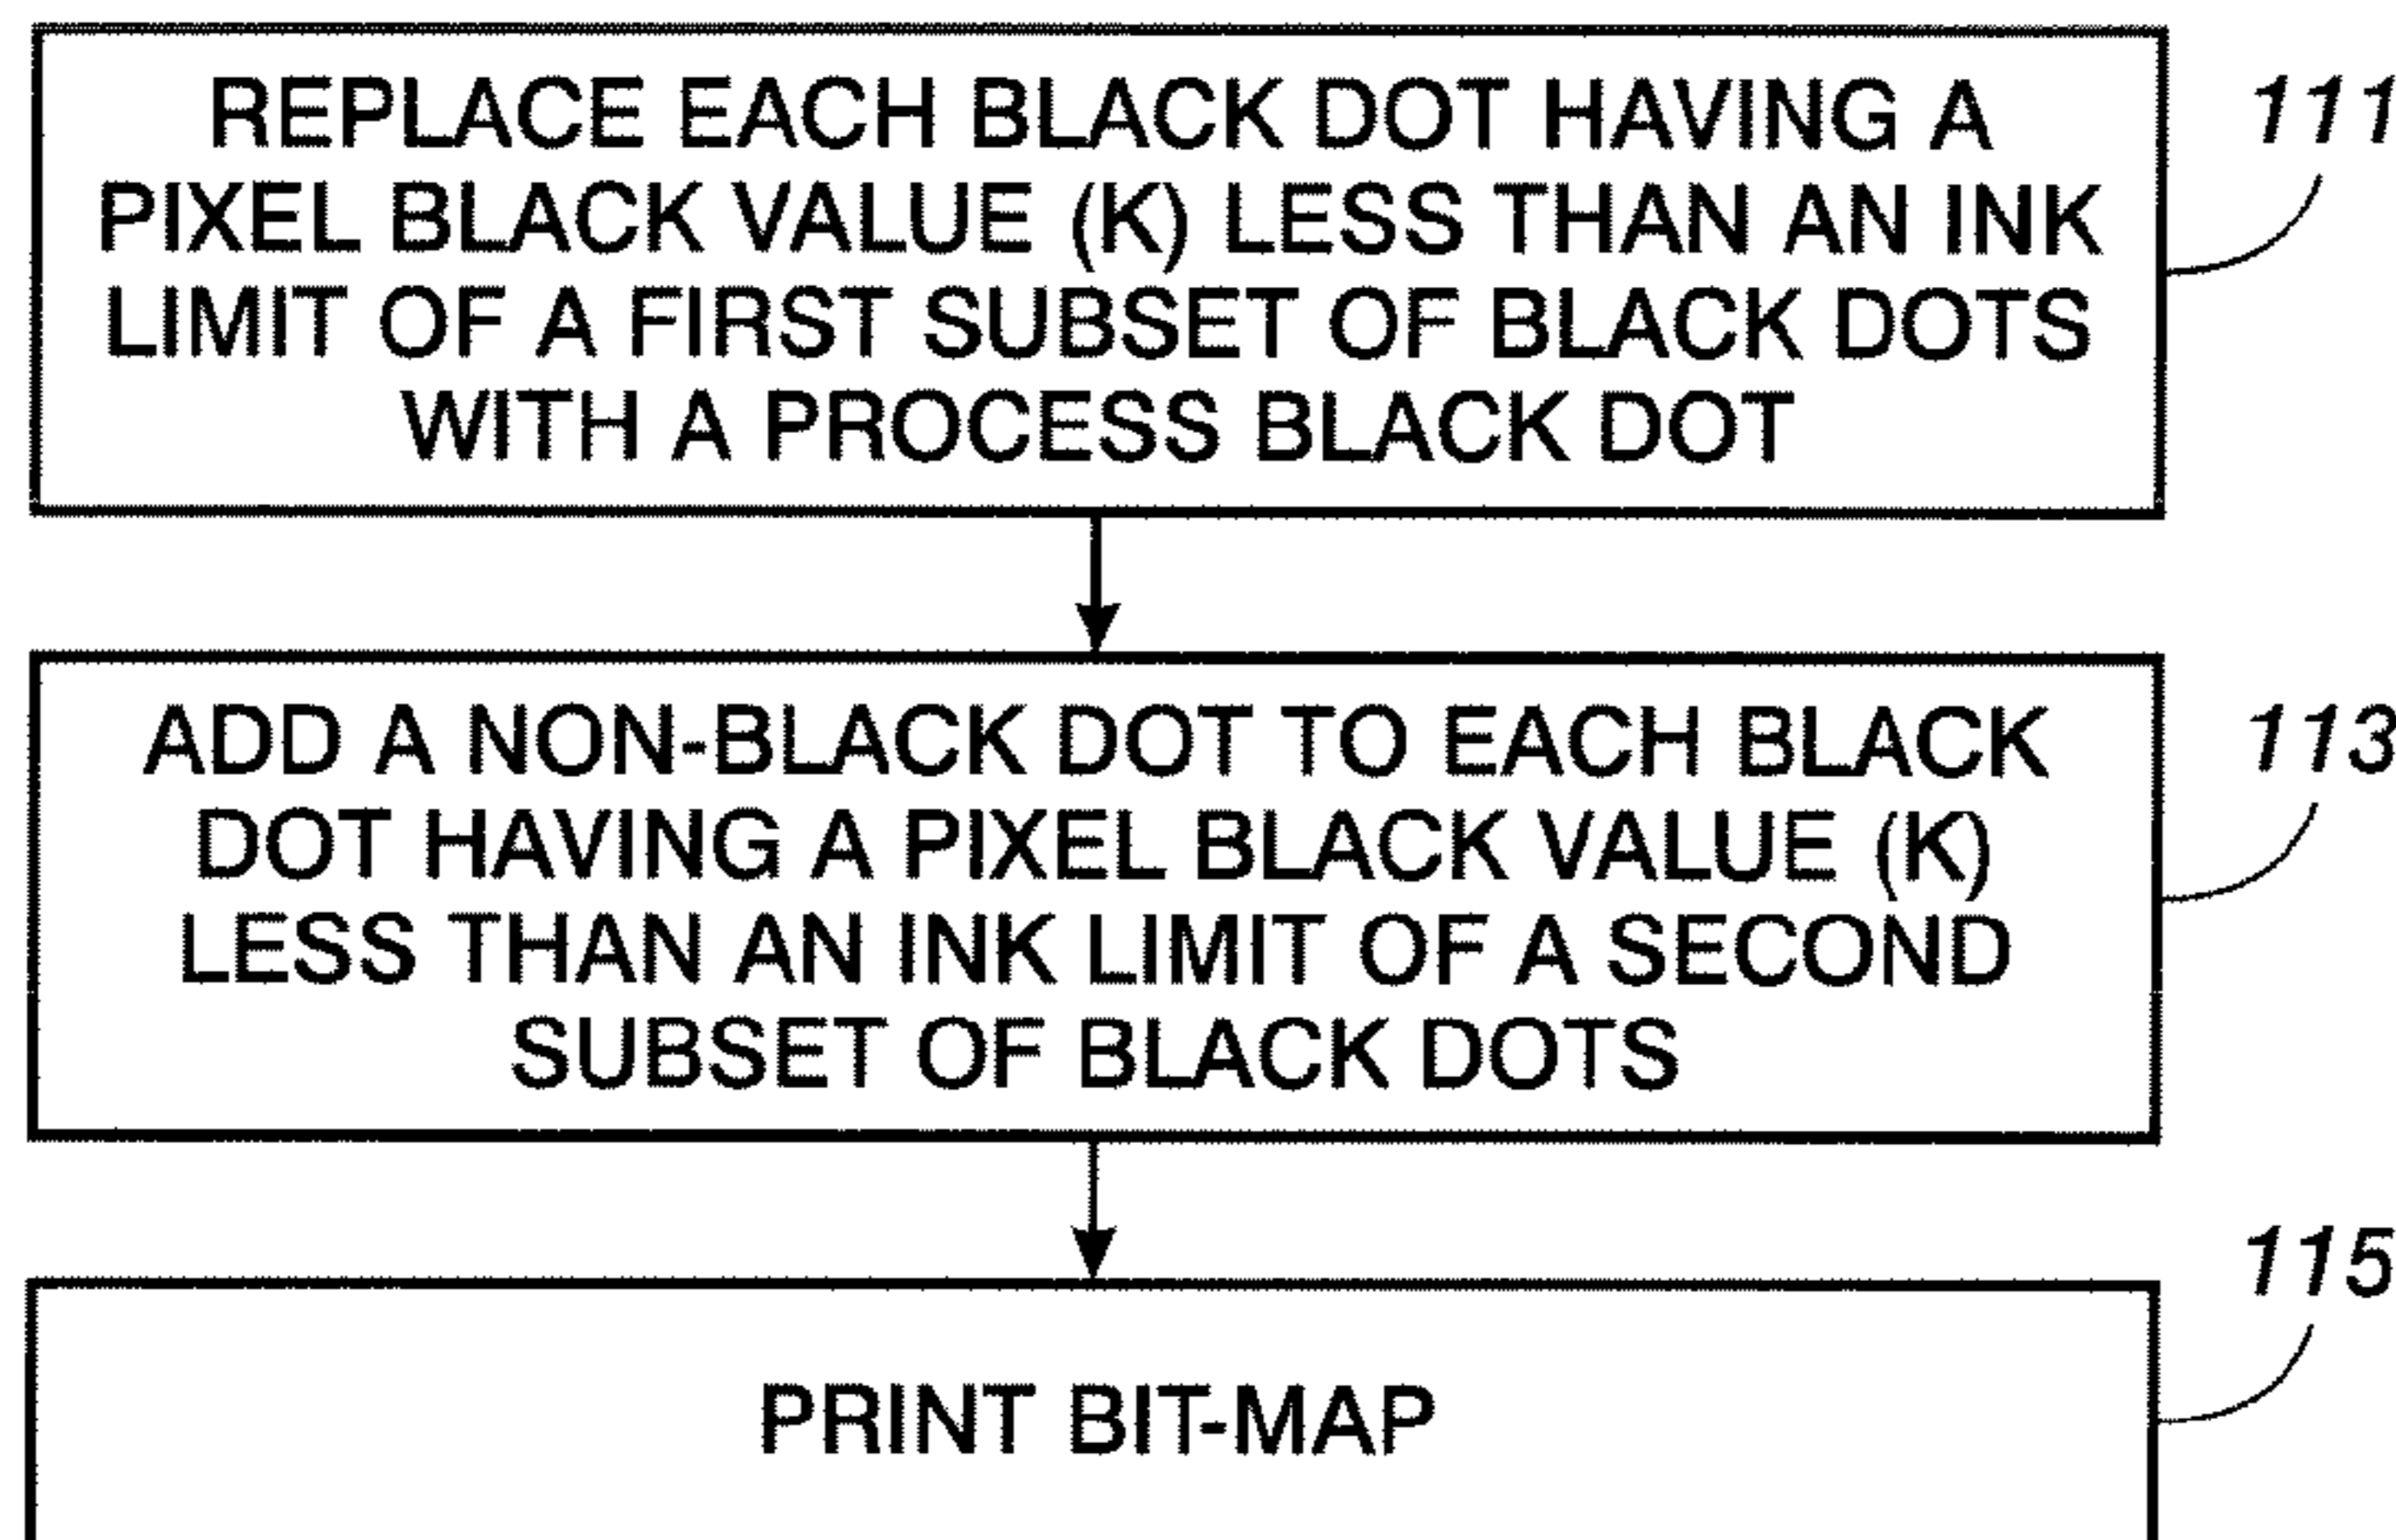 REPLACE EACH BLACK DOT HAVING A
PIXEL BLACK VALUE (K) LESS THAN AN INK
LIMIT OF A FIRST SUBSET OF BLACK DOTS
WITH A PROCESS BLACK DOT
111
ADD A NON-BLACK DOT TO EACH BLACK
DOT HAVING A PIXEL BLACK VALUE (K)
LESS THAN AN INK LIMIT OF A SECOND
SUBSET OF BLACK DOTS
113
PRINT BIT-MAP
115